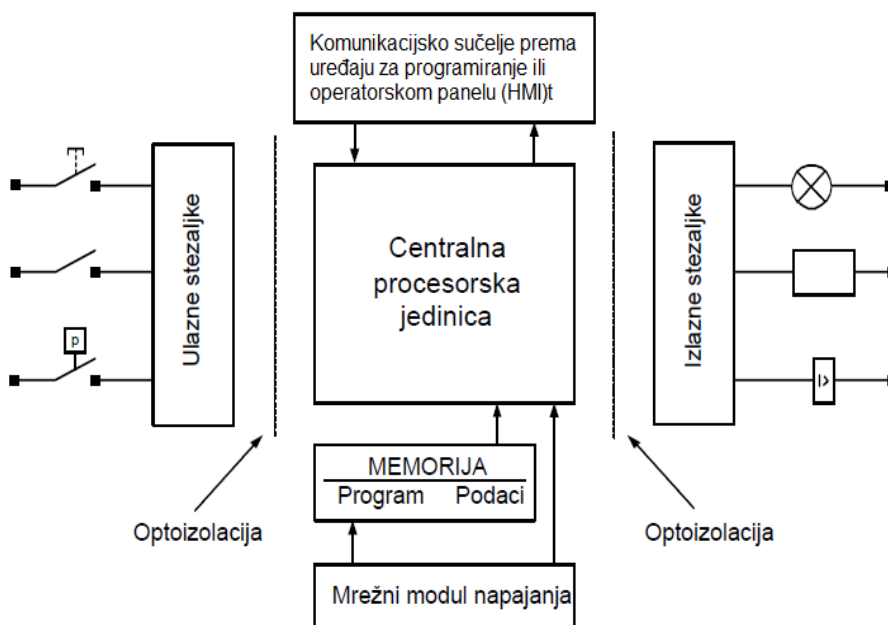 Komunikacijsko sučelje prema
uređaju za programiranje ili
operatorskom panelu (HMI)t
Ulazne stezaljke
p
Centralna
procesorska
jedinica
Izlazne stezaljke
I>
MEMORIJA
Program Podaci
Optoizolacija
Optoizolacija
Mrežni modul napajanja